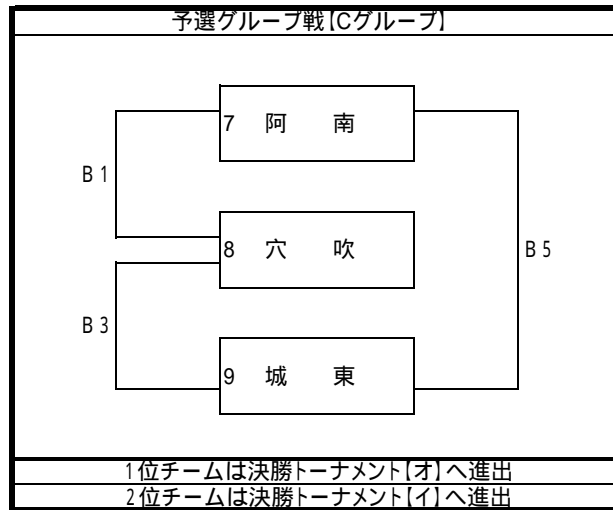 予選グループ戦【Cグループ】
7 阿 南
B1
8 穴 吹
B5
B3
9 城 東
1位チームは決勝トーナメント【オ】へ進出
2位チームは決勝トーナメント【イ】へ進出